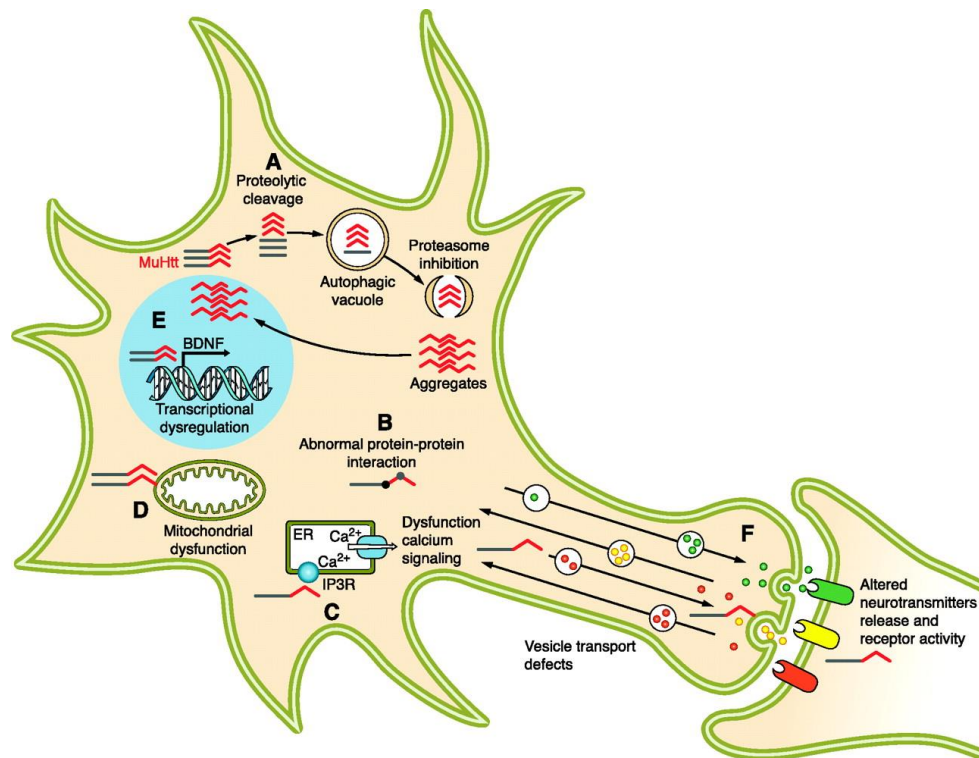 A
Proteolytic
cleavage
MuHtt
Autophagic
vacuole
Proteasome
inhibition
Aggregates
E
BDNF
Transcriptional
dysregulation
B
Abnormal protein-protein
interaction
D
Mitochondrial
dysfunction
ER
Ca2+
Ca2+
IP3R
C
Dysfunction
calcium
signaling
Vesicle transport
defects
F
Altered
neurotransmitters
release and
receptor activity